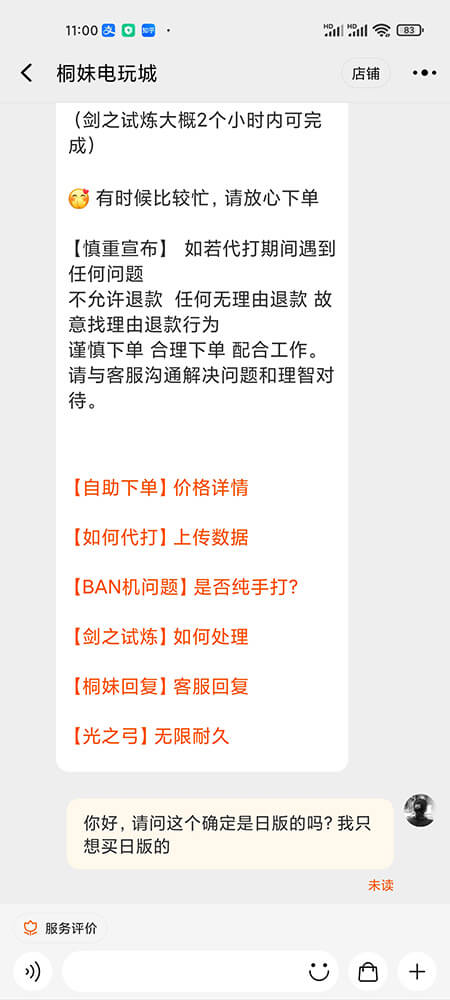 11:00 支 知乎
HD HD 83
桐妹电玩城
店铺
（剑之试炼大概2个小时内可完
成）
有时候比较忙，请放心下单
【慎重宣布】 如若代打期间遇到
任何问题
不允许退款 任何无理由退款 故
意找理由退款行为
谨慎下单 合理下单 配合工作。
请与客服沟通解决问题和理智对
待。
【自助下单】价格详情
【如何代打】上传数据
【BAN机问题】是否纯手打?
【剑之试炼】如何处理
【桐妹回复】客服回复
【光之弓】无限耐久
你好，请问这个确定是日版的吗？我只
想买日版的
未读
服务评价